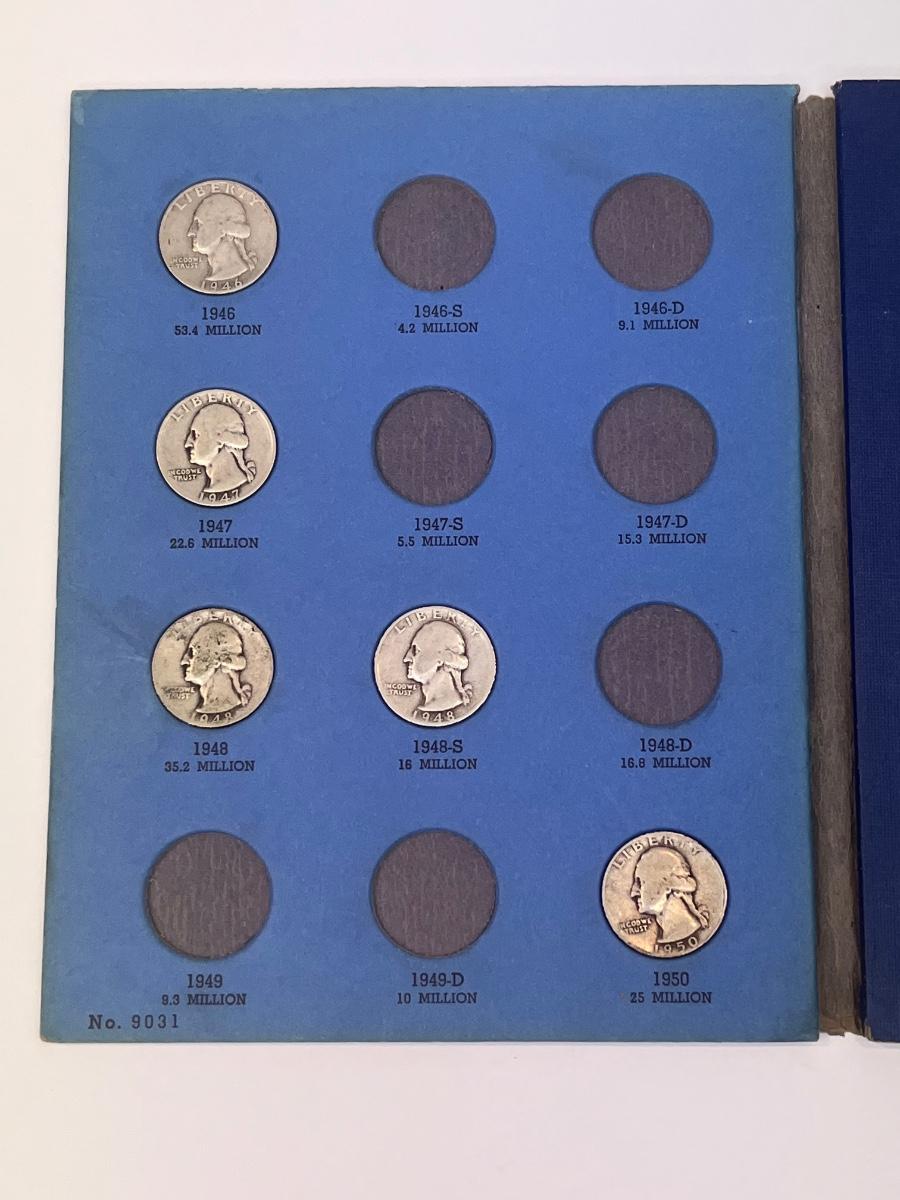 LIBERTY
IN GOD WE
TRUST
1946
1946
53.4 MILLION
1946-S
4.2 MILLION
1946-D
9.1 MILLION
LIBERTY
IN GOD WE
TRUST
1947
1947
22.6 MILLION
1947-S
5.5 MILLION
1947-D
15.3 MILLION
LIBERTY
IN GOD WE
TRUST
1948
1948
35.2 MILLION
LIBERTY
IN GOD WE
TRUST
1948
1948-S
16 MILLION
1948-D
16.8 MILLION
1949
9.3 MILLION
1949-D
10 MILLION
LIBERTY
IN GOD WE
TRUST
1950
1950
25 MILLION
No. 9031